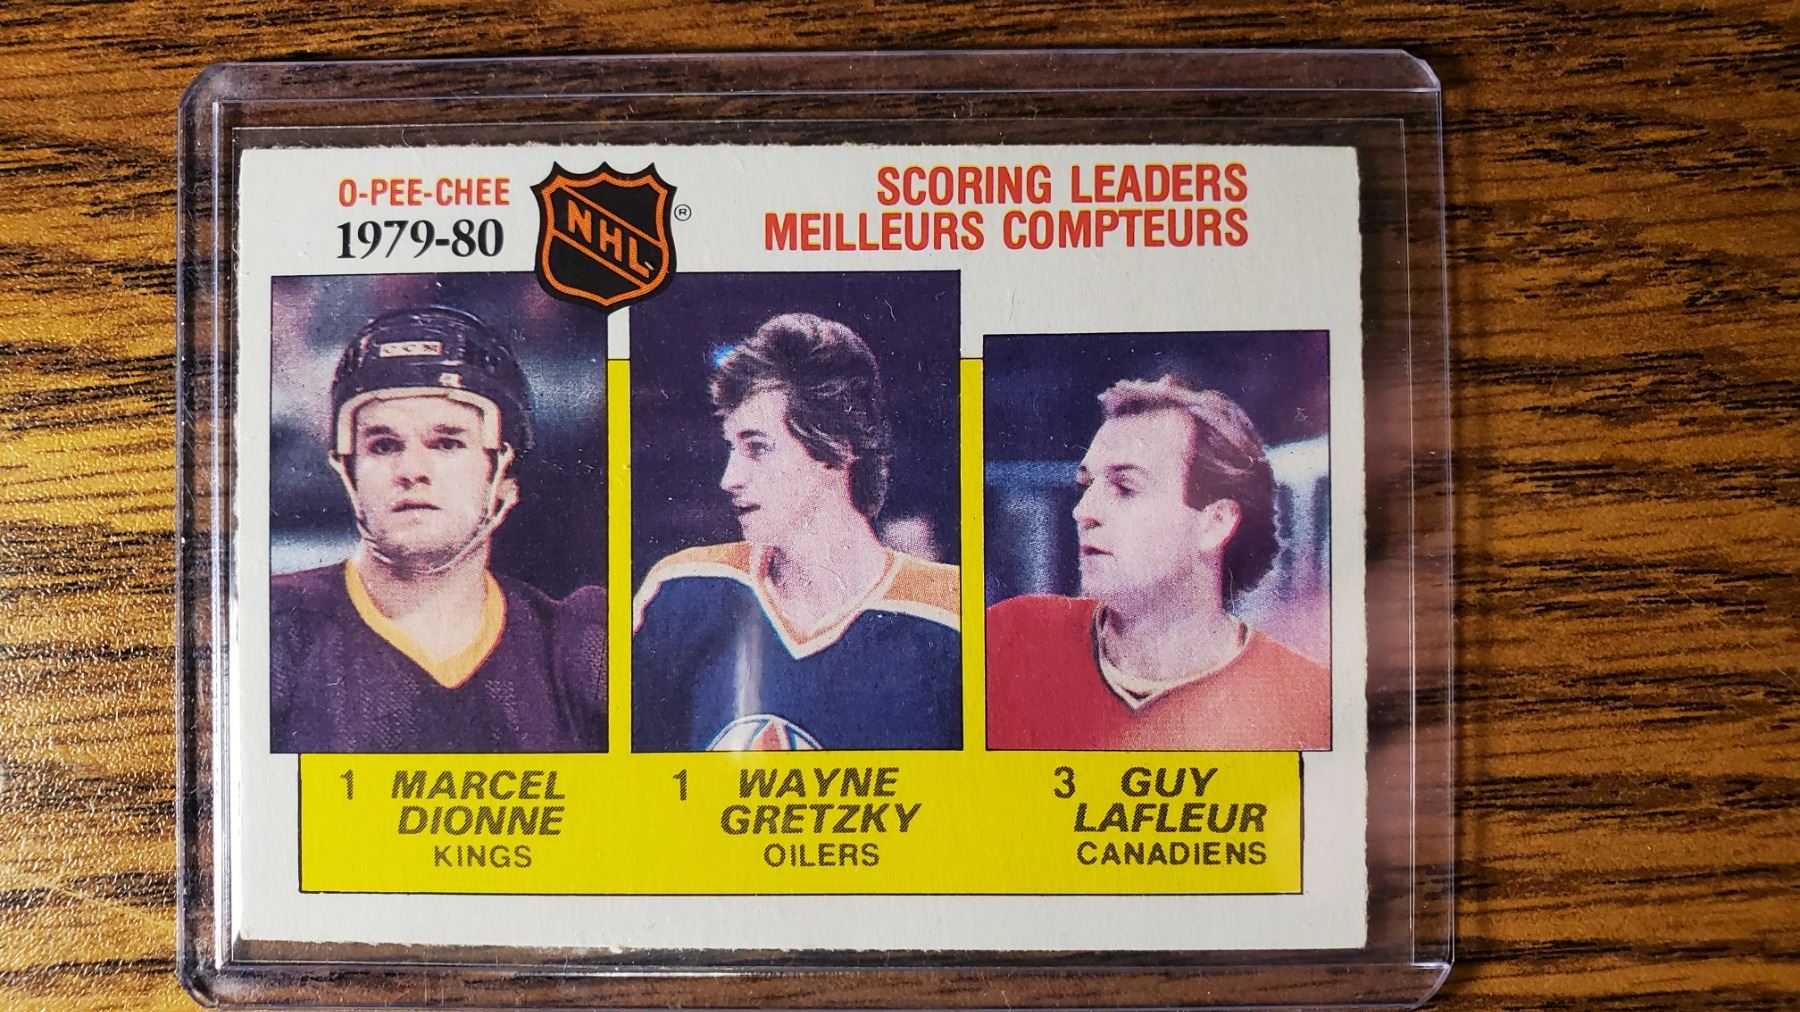 O-PEE-CHEE
1979-80
NHL ®
SCORING LEADERS
MEILLEURS COMPTEURS
CCM
1 MARCEL
DIONNE
KINGS
1 WAYNE
GRETZKY
OILERS
3 GUY
LAFLEUR
CANADIENS